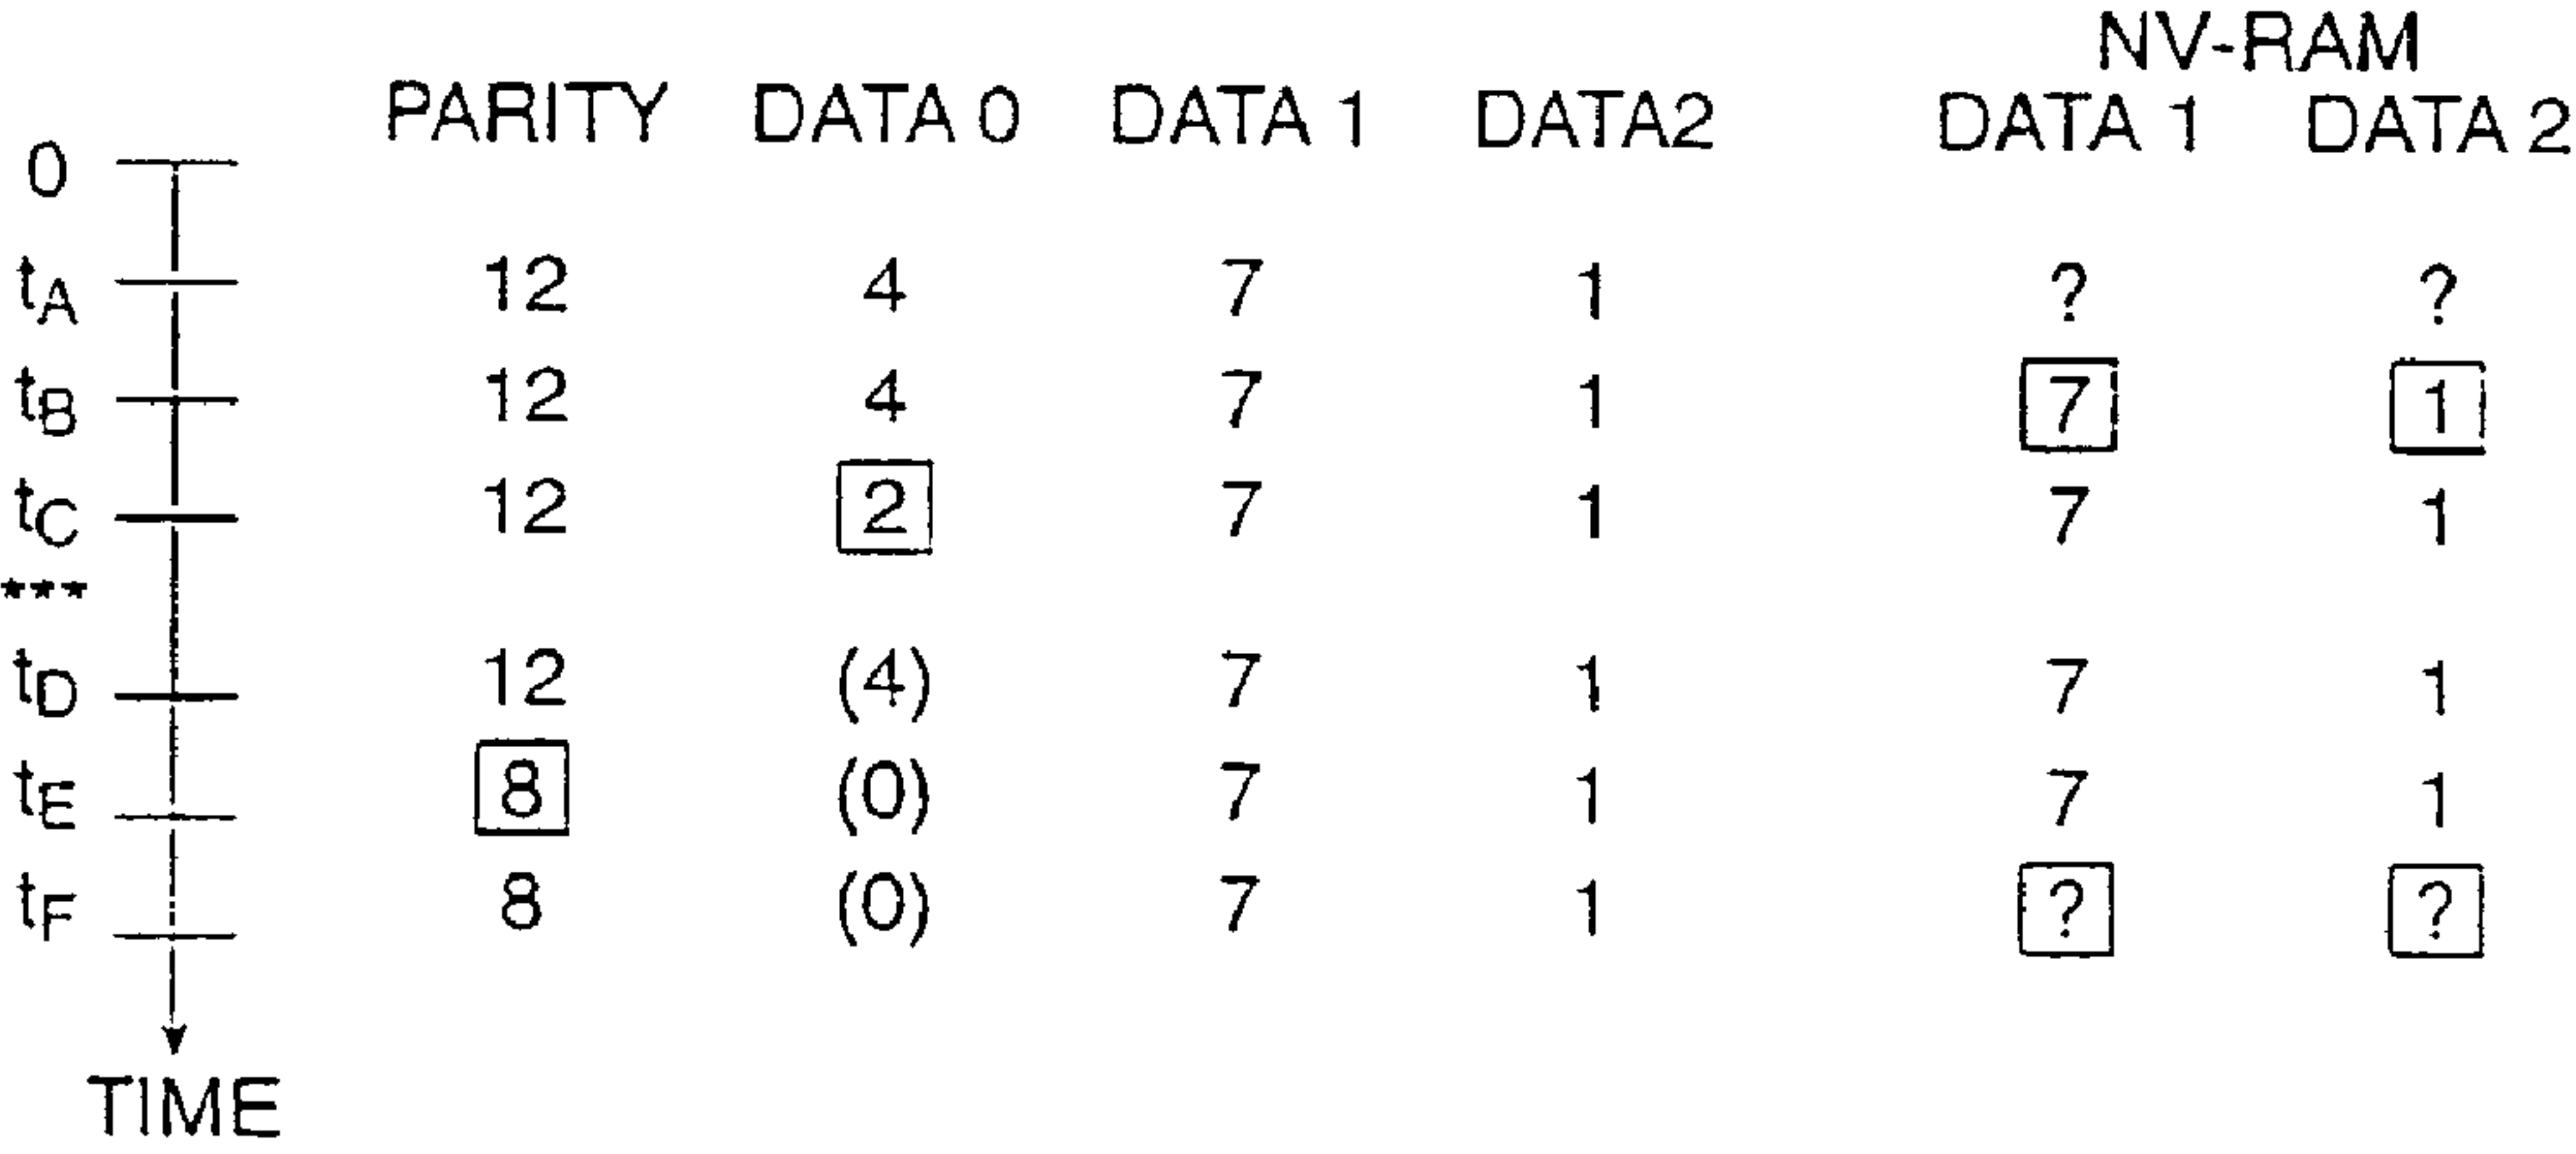 NV-RAM
PARITY DATA 0 DATA 1 DATA2 DATA 1 DATA 2
0
tA 12 4 7 1 ? ?
tB 12 4 7 1 7 1
tC 12 2 7 1 7 1
***
tD 12 (4) 7 1 7 1
tE 8 (0) 7 1 7 1
tF 8 (0) 7 1 ? ?
TIME